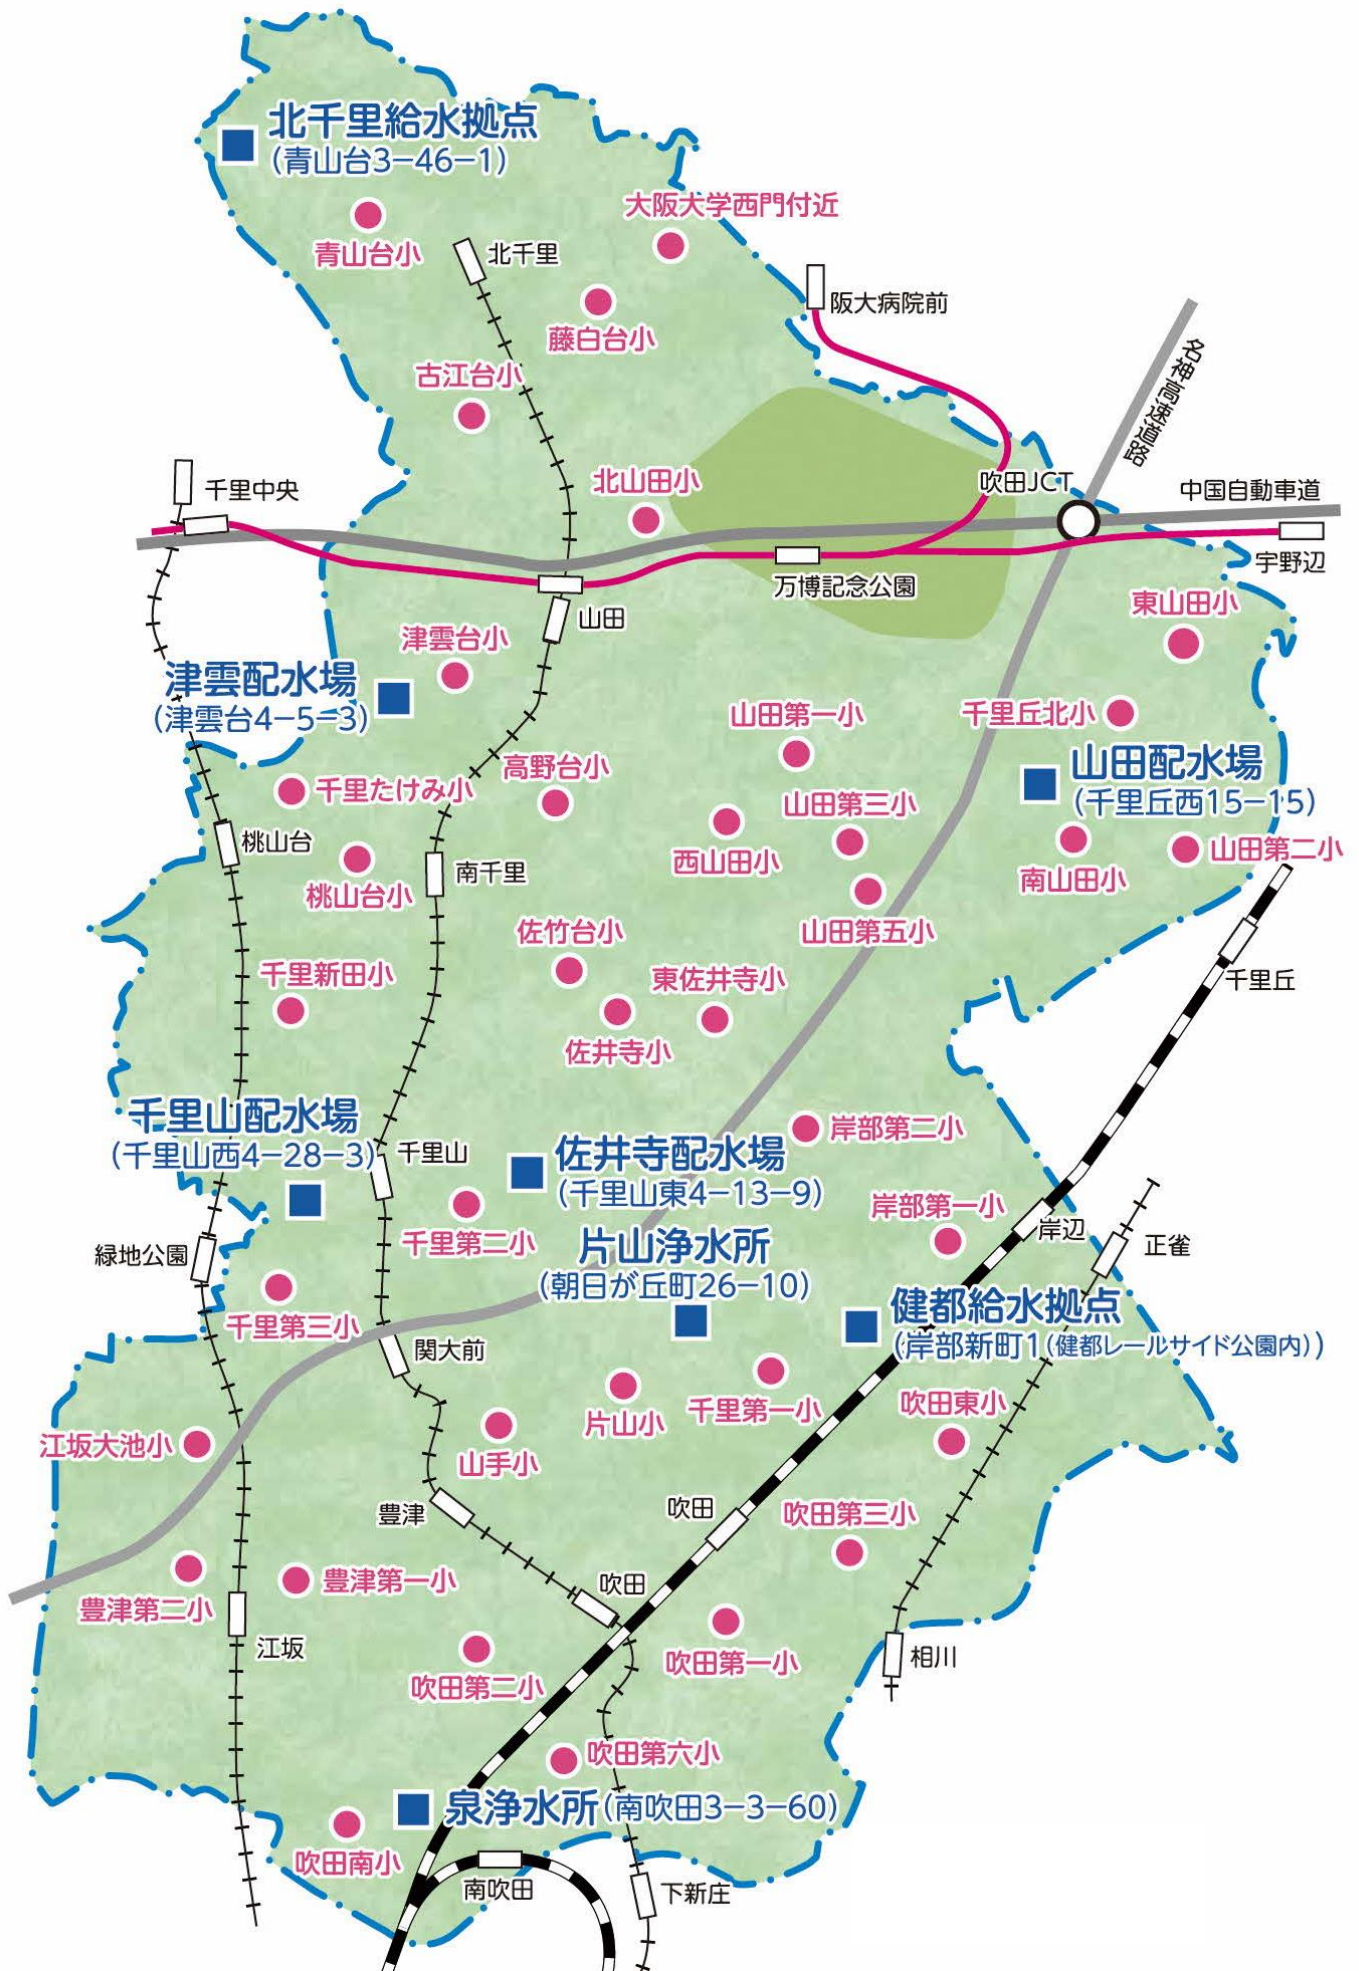 北千里給水拠点
(青山台3−46−1)
大阪大学西門付近
青山台小
北千里
阪大病院前
藤白台小
古江台小
名神高速道路
北山田小
吹田JCT
千里中央
中国自動車道
宇野辺
万博記念公園
東山田小
山田
津雲台小
津雲配水場
(津雲台4−5−3)
山田第一小
千里丘北小
高野台小
山田配水場
(千里丘西15−15)
千里たけみ小
山田第三小
桃山台
西山田小
山田第二小
南千里
南山田小
桃山台小
佐竹台小
山田第五小
千里新田小
東佐井寺小
千里丘
佐井寺小
千里山配水場
(千里山西4−28−3)
岸部第二小
千里山
佐井寺配水場
(千里山東4−13−9)
岸部第一小
岸辺
千里第二小
片山浄水所
(朝日が丘町26−10)
正雀
緑地公園
健都給水拠点
(岸部新町1(健都レールサイド公園内))
千里第三小
関大前
千里第一小
吹田東小
片山小
江坂大池小
山手小
豊津
吹田
吹田第三小
豊津第一小
吹田
豊津第二小
江坂
吹田第一小
相川
吹田第二小
吹田第六小
泉浄水所(南吹田3−3−60)
吹田南小
南吹田
下新庄